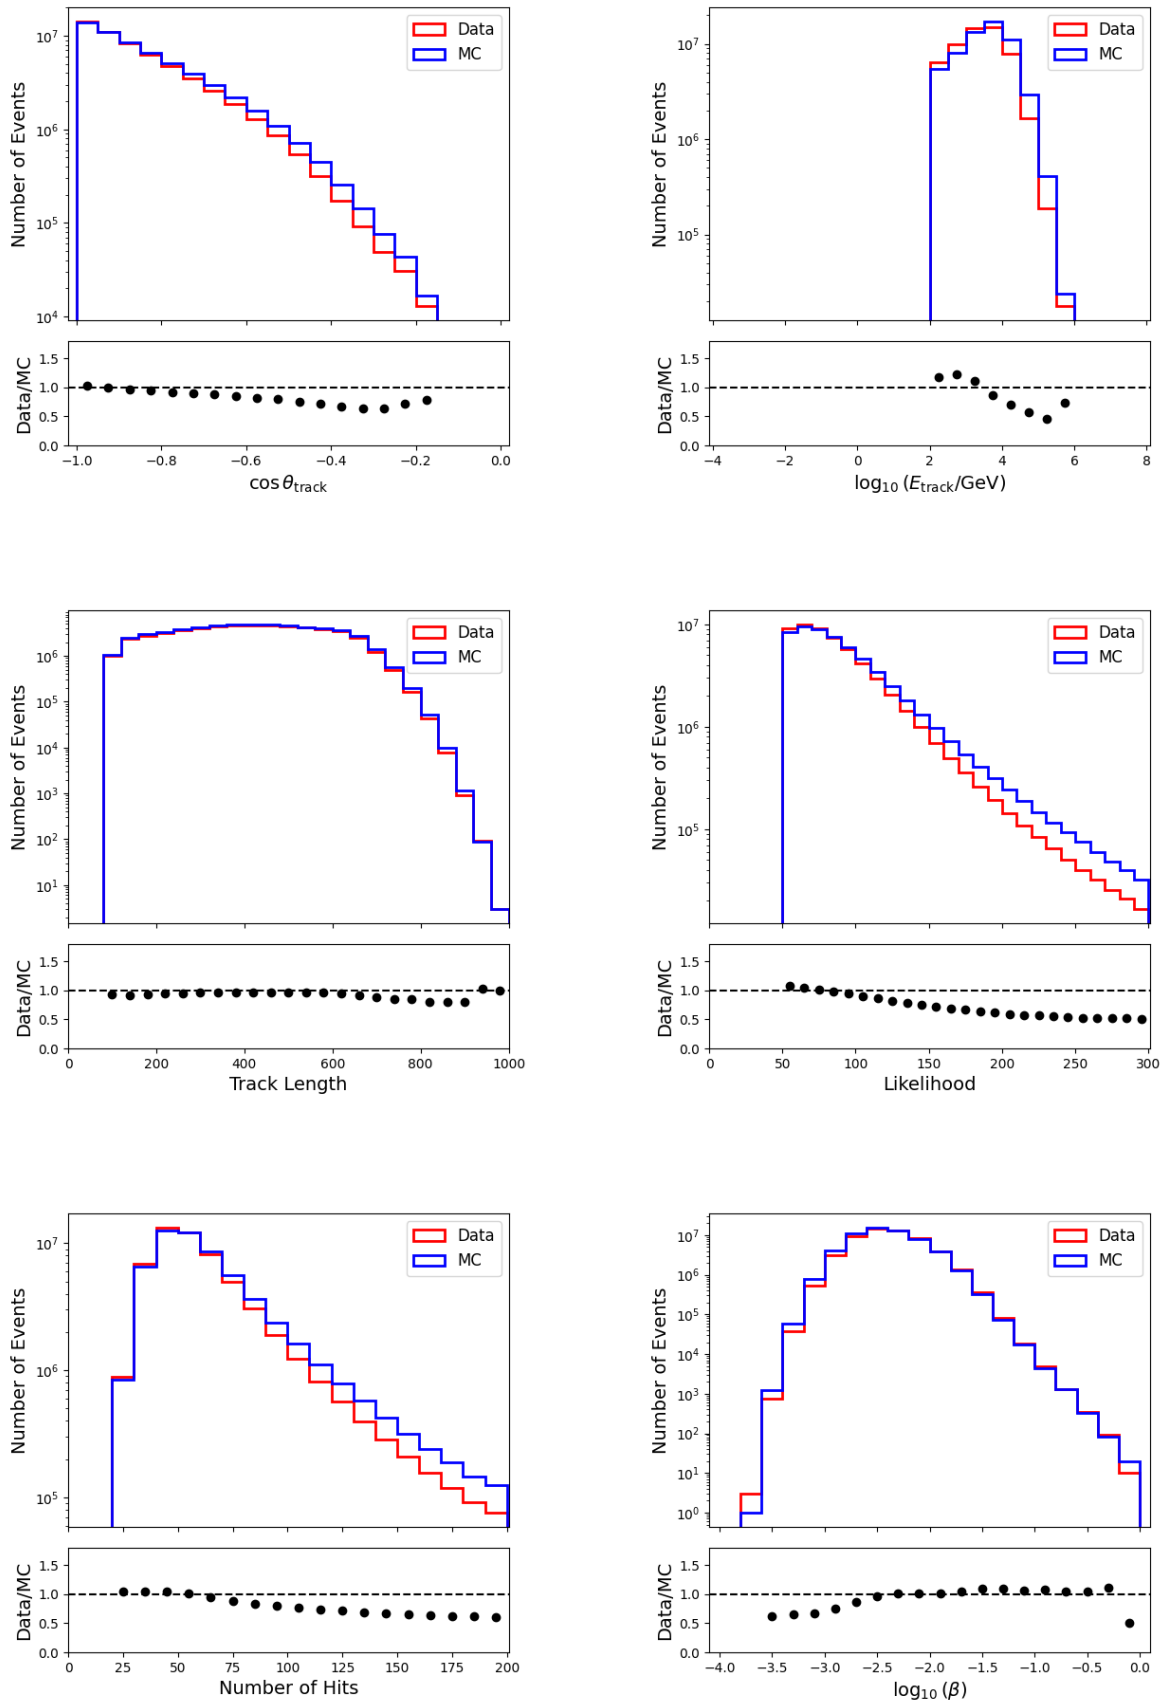 Number of Events
10⁷
10⁶
10⁵
10⁴
Data
MC
Data/MC
1.5
1.0
0.5
0.0
−1.0 −0.8 −0.6 −0.4 −0.2 0.0
cos θtrack
Number of Events
10⁷
10⁶
10⁵
Data
MC
Data/MC
1.5
1.0
0.5
0.0
−4 −2 0 2 4 6 8
log₁₀ (Etrack/GeV)
Number of Events
10⁶
10⁵
10⁴
10³
10²
10¹
Data
MC
Data/MC
1.5
1.0
0.5
0.0
0 200 400 600 800 1000
Track Length
Number of Events
10⁷
10⁶
10⁵
Data
MC
Data/MC
1.5
1.0
0.5
0.0
0 50 100 150 200 250 300
Likelihood
Number of Events
10⁷
10⁶
10⁵
Data
MC
Data/MC
1.5
1.0
0.5
0.0
0 25 50 75 100 125 150 175 200
Number of Hits
Number of Events
10⁷
10⁶
10⁵
10⁴
10³
10²
10¹
10⁰
Data
MC
Data/MC
1.5
1.0
0.5
0.0
−4.0 −3.5 −3.0 −2.5 −2.0 −1.5 −1.0 −0.5 0.0
log₁₀ (β)